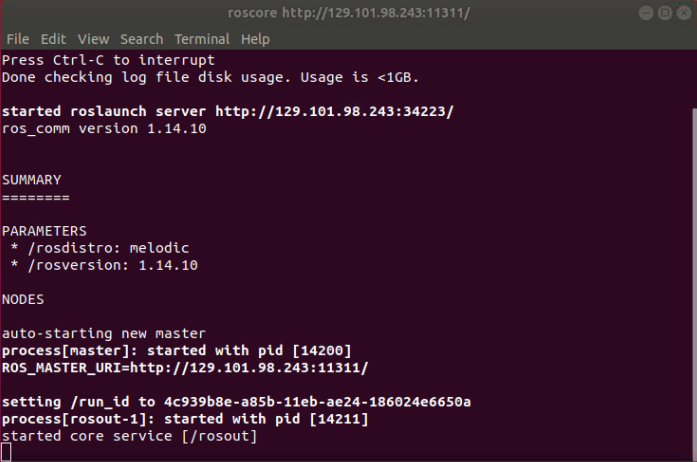 roscore http://129.101.98.243:11311/
File Edit View Search Terminal Help
Press Ctrl-C to interrupt
Done checking log file disk usage. Usage is <1GB.
started roslaunch server http://129.101.98.243:34223/
ros_comm version 1.14.10
SUMMARY
========
PARAMETERS
 * /rosdistro: melodic
 * /rosversion: 1.14.10
NODES
auto-starting new master
process[master]: started with pid [14200]
ROS_MASTER_URI=http://129.101.98.243:11311/
setting /run_id to 4c939b8e-a85b-11eb-ae24-186024e6650a
process[rosout-1]: started with pid [14211]
started core service [/rosout]